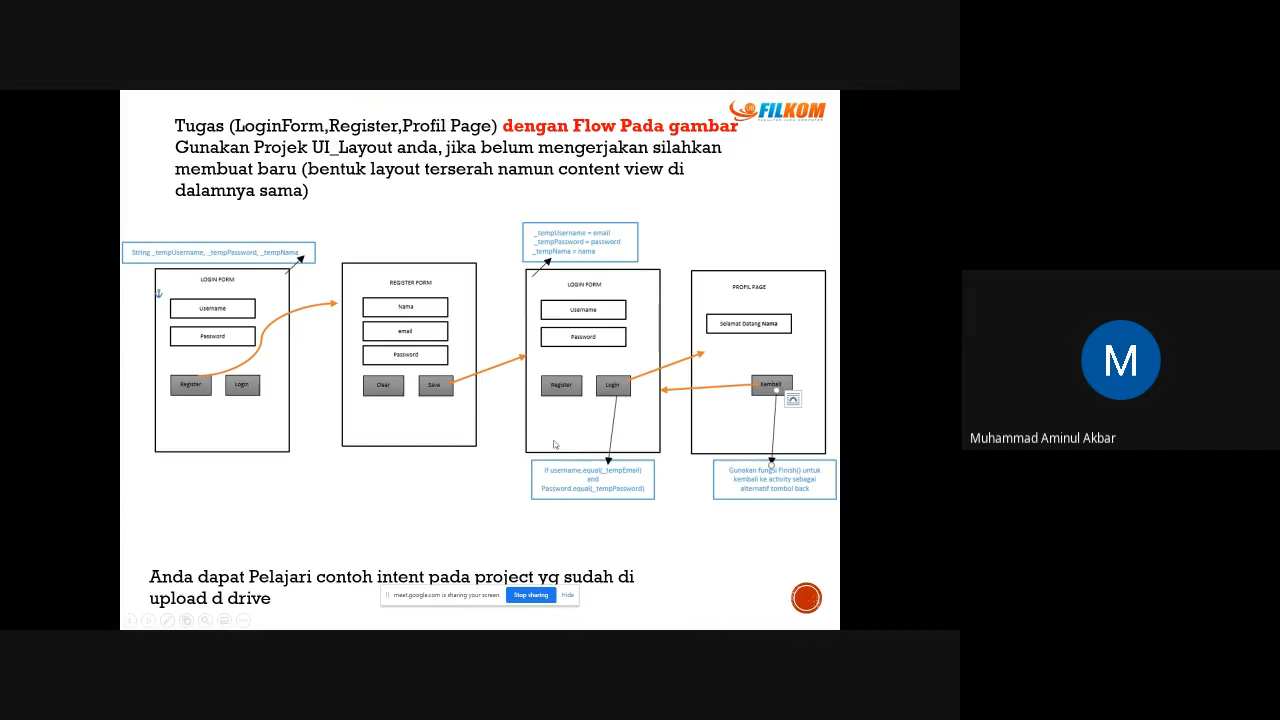 FILKOM
Tugas (LoginForm,Register,Profil Page) dengan Flow Pada gambar
Gunakan Projek UI_Layout anda, jika belum mengerjakan silahkan
membuat baru (bentuk layout terserah namun content view di
dalamnya sama)
String _tempUsername, _tempPassword, _tempNama
LOGIN FORM
Username
Password
Register
Login
REGISTER FORM
Nama
email
Password
Clear
Save
_tempUsername = email
_tempPassword = password
_tempNama = nama
LOGIN FORM
Username
Password
Register
Login
If username.equal(_tempEmail)
and
Password.equal(_tempPassword)
PROFIL PAGE
Selamat Datang Nama
Kembali
Gunakan fungsi Finish() untuk
kembali ke activity sebagai
alternatif tombol back
Anda dapat Pelajari contoh intent pada project yg sudah di
upload d drive
meet.google.com is sharing your screen.
Stop sharing
Hide
M
Muhammad Aminul Akbar